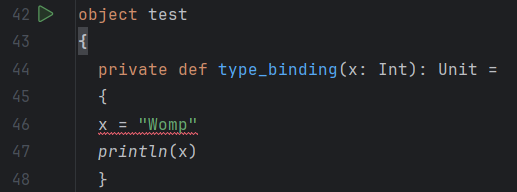 42 object test
43 {
44 private def type_binding(x: Int): Unit =
45 {
46 x = "Womp"
47 println(x)
48 }